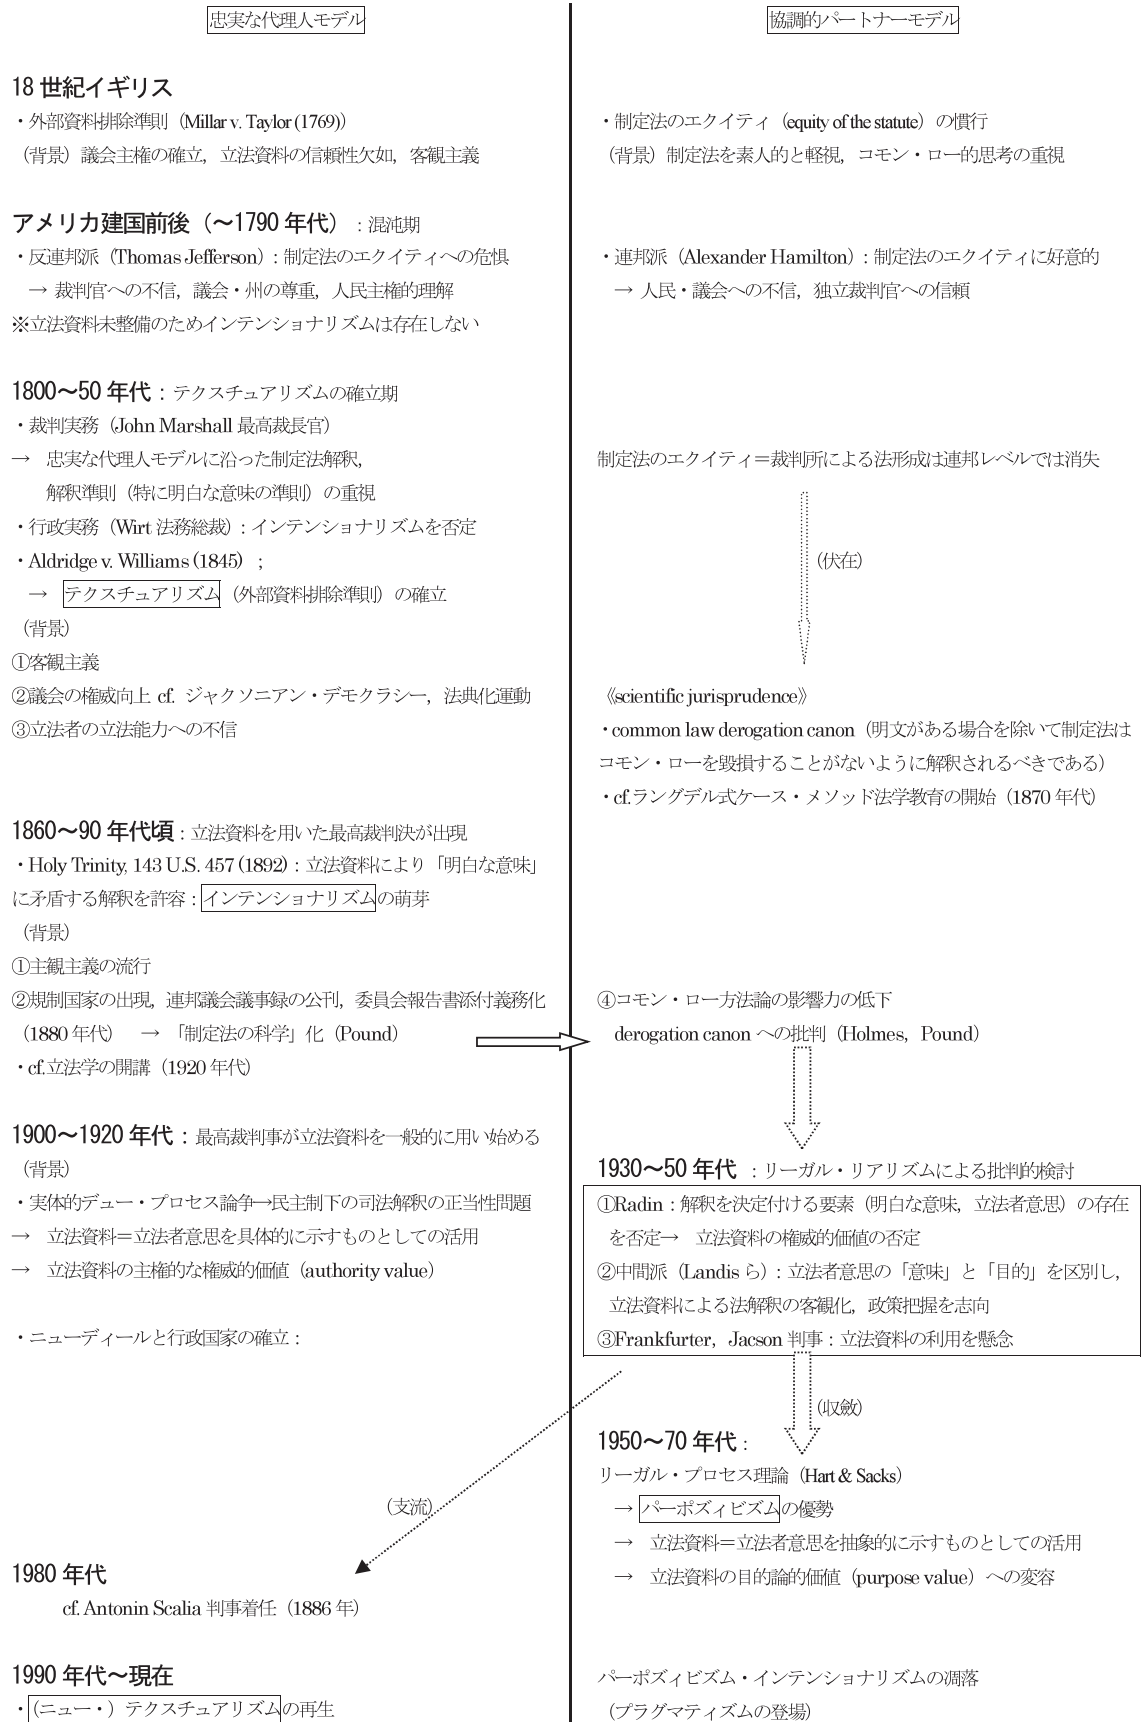 忠実な代理人モデル
18 世紀イギリス
・外部資料排除準則（Millar v. Taylor (1769)）
（背景）議会主権の確立，立法資料の信頼性欠如，客観主義
アメリカ建国前後（～1790 年代）：混沌期
・反連邦派（Thomas Jefferson）：制定法のエクイティへの危惧
→ 裁判官への不信，議会・州の尊重，人民主権的理解
※立法資料未整備のためインテンショナリズムは存在しない
1800～50 年代：テクスチュアリズムの確立期
・裁判実務（John Marshall 最高裁長官）
→ 忠実な代理人モデルに沿った制定法解釈，
解釈準則（特に明白な意味の準則）の重視
・行政実務（Wirt 法務総裁）：インテンショナリズムを否定
・Aldridge v. Williams (1845) ；
→ テクスチュアリズム（外部資料排除準則）の確立
（背景）
①客観主義
②議会の権威向上 cf. ジャクソニアン・デモクラシー，法典化運動
③立法者の立法能力への不信
1860～90 年代頃：立法資料を用いた最高裁判決が出現
・Holy Trinity, 143 U.S. 457 (1892)：立法資料により「明白な意味」
に矛盾する解釈を許容：インテンショナリズムの萌芽
（背景）
①主観主義の流行
②規制国家の出現，連邦議会議事録の公刊，委員会報告書添付義務化
（1880 年代） → 「制定法の科学」化（Pound）
・cf.立法学の開講（1920 年代）
1900～1920 年代：最高裁判事が立法資料を一般的に用い始める
（背景）
・実体的デュー・プロセス論争→民主制下の司法解釈の正当性問題
→ 立法資料＝立法者意思を具体的に示すものとしての活用
→ 立法資料の主権的な権威的価値（authority value）
・ニューディールと行政国家の確立：
（支流）
1980 年代
cf. Antonin Scalia 判事着任（1886 年）
1990 年代～現在
・（ニュー・）テクスチュアリズムの再生
協調的パートナーモデル
・制定法のエクイティ（equity of the statute）の慣行
（背景）制定法を素人的と軽視，コモン・ロー的思考の重視
・連邦派（Alexander Hamilton）：制定法のエクイティに好意的
→ 人民・議会への不信，独立裁判官への信頼
制定法のエクイティ＝裁判所による法形成は連邦レベルでは消失
（伏在）
《scientific jurisprudence》
・common law derogation canon（明文がある場合を除いて制定法は
コモン・ローを毀損することがないように解釈されるべきである）
・cf.ラングデル式ケース・メソッド法学教育の開始（1870 年代）
④コモン・ロー方法論の影響力の低下
derogation canon への批判（Holmes，Pound）
1930～50 年代 ：リーガル・リアリズムによる批判的検討
①Radin：解釈を決定付ける要素（明白な意味，立法者意思）の存在
を否定→ 立法資料の権威的価値の否定
②中間派（Landis ら）：立法者意思の「意味」と「目的」を区別し，
立法資料による法解釈の客観化，政策把握を志向
③Frankfurter，Jacson 判事：立法資料の利用を懸念
（収斂）
1950～70 年代：
リーガル・プロセス理論（Hart & Sacks）
→ パーポズィビズムの優勢
→ 立法資料＝立法者意思を抽象的に示すものとしての活用
→ 立法資料の目的論的価値（purpose value）への変容
パーポズィビズム・インテンショナリズムの凋落
（プラグマティズムの登場）